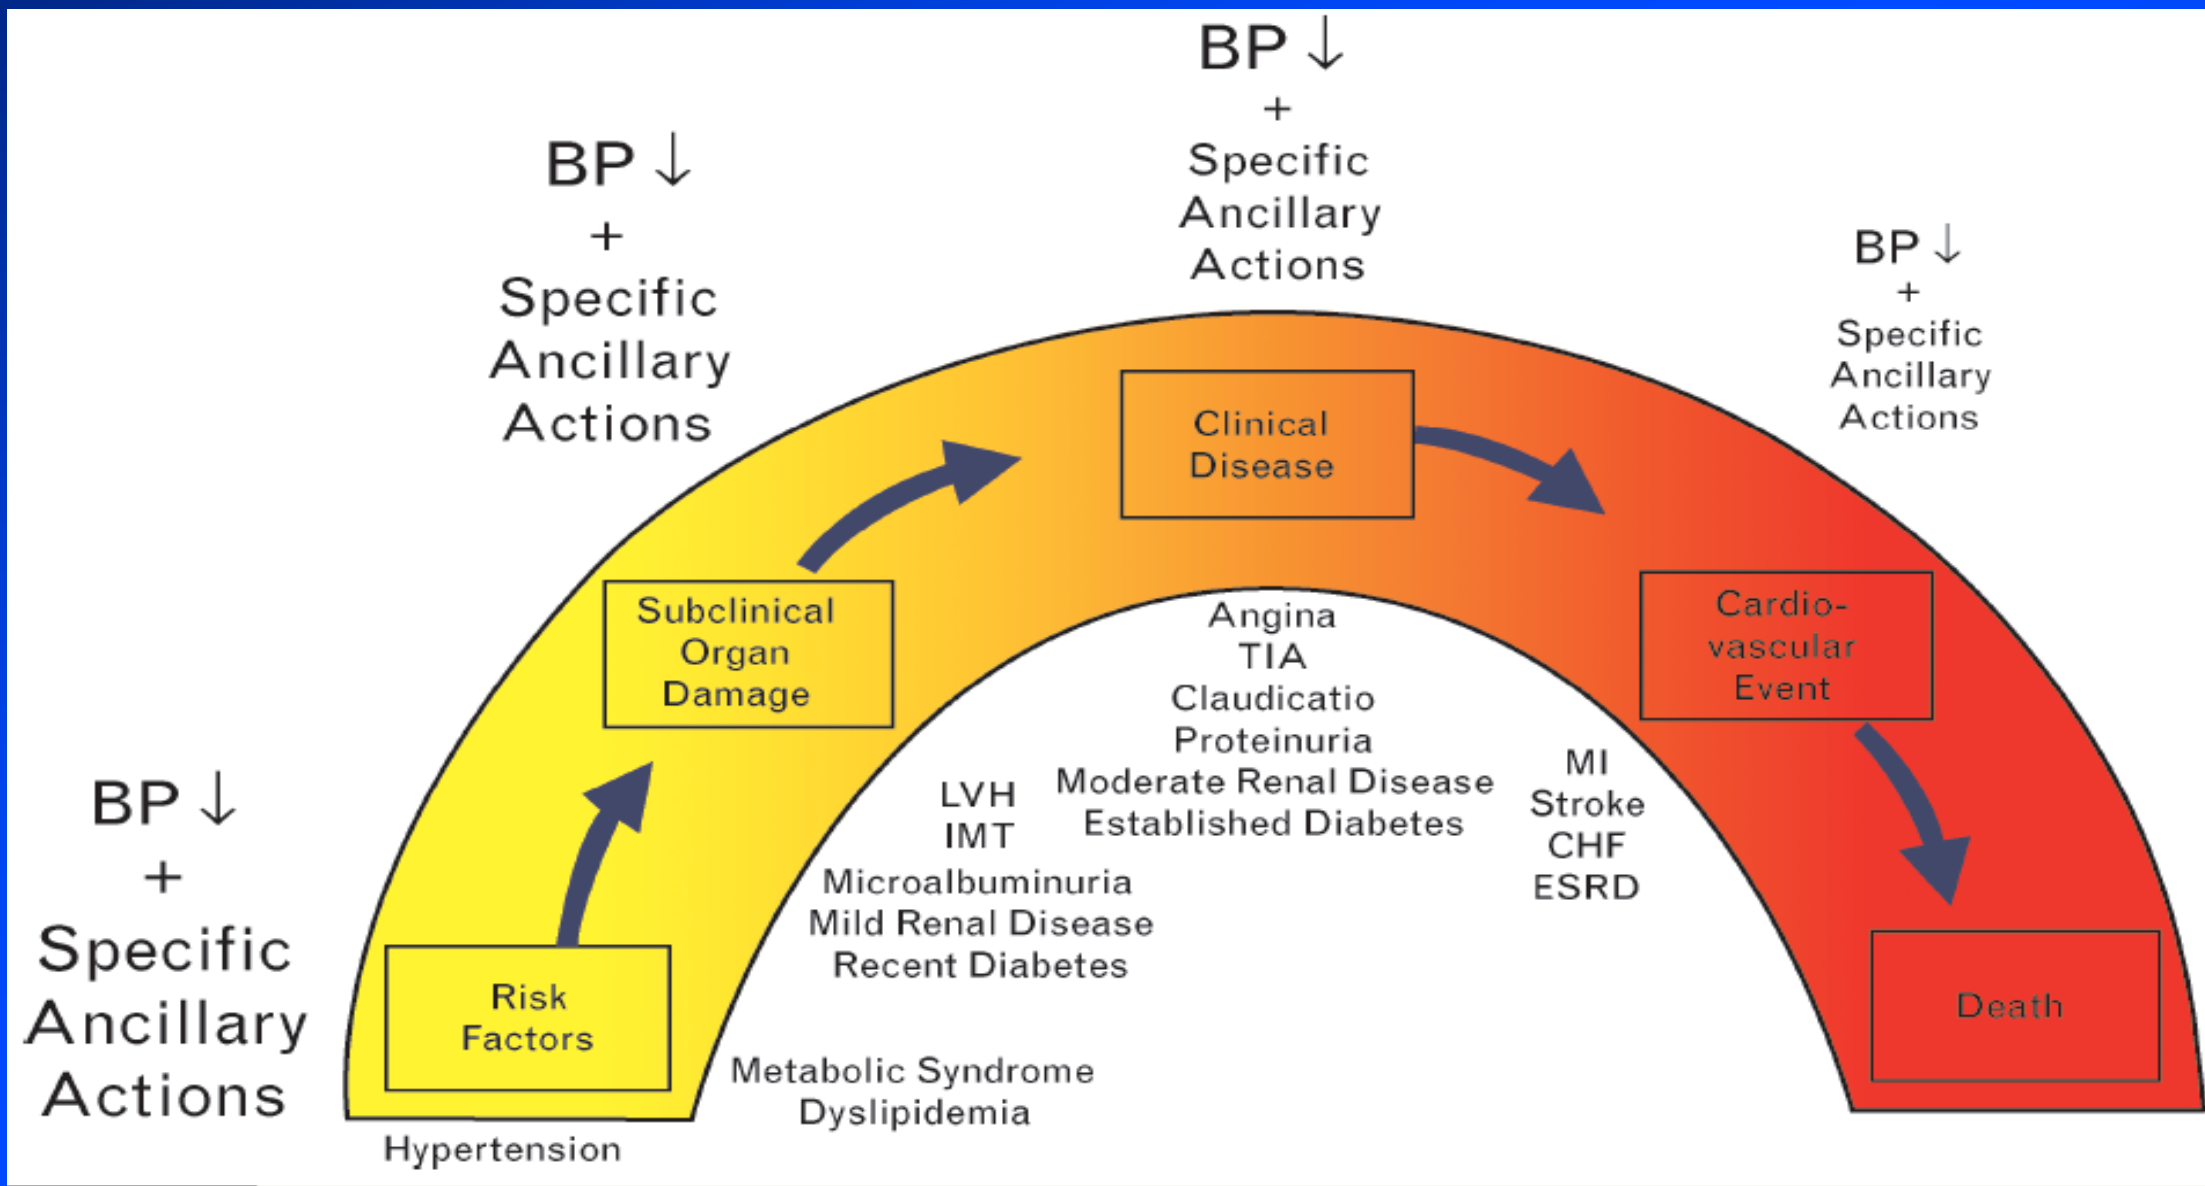 BP ↓
+
Specific
Ancillary
Actions
BP ↓
+
Specific
Ancillary
Actions
BP ↓
+
Specific
Ancillary
Actions
BP ↓
+
Specific
Ancillary
Actions
Risk
Factors
Subclinical
Organ
Damage
Clinical
Disease
Cardio-
vascular
Event
Death
Hypertension
Metabolic Syndrome
Dyslipidemia
LVH
IMT
Microalbuminuria
Mild Renal Disease
Recent Diabetes
Angina
TIA
Claudicatio
Proteinuria
Moderate Renal Disease
Established Diabetes
MI
Stroke
CHF
ESRD